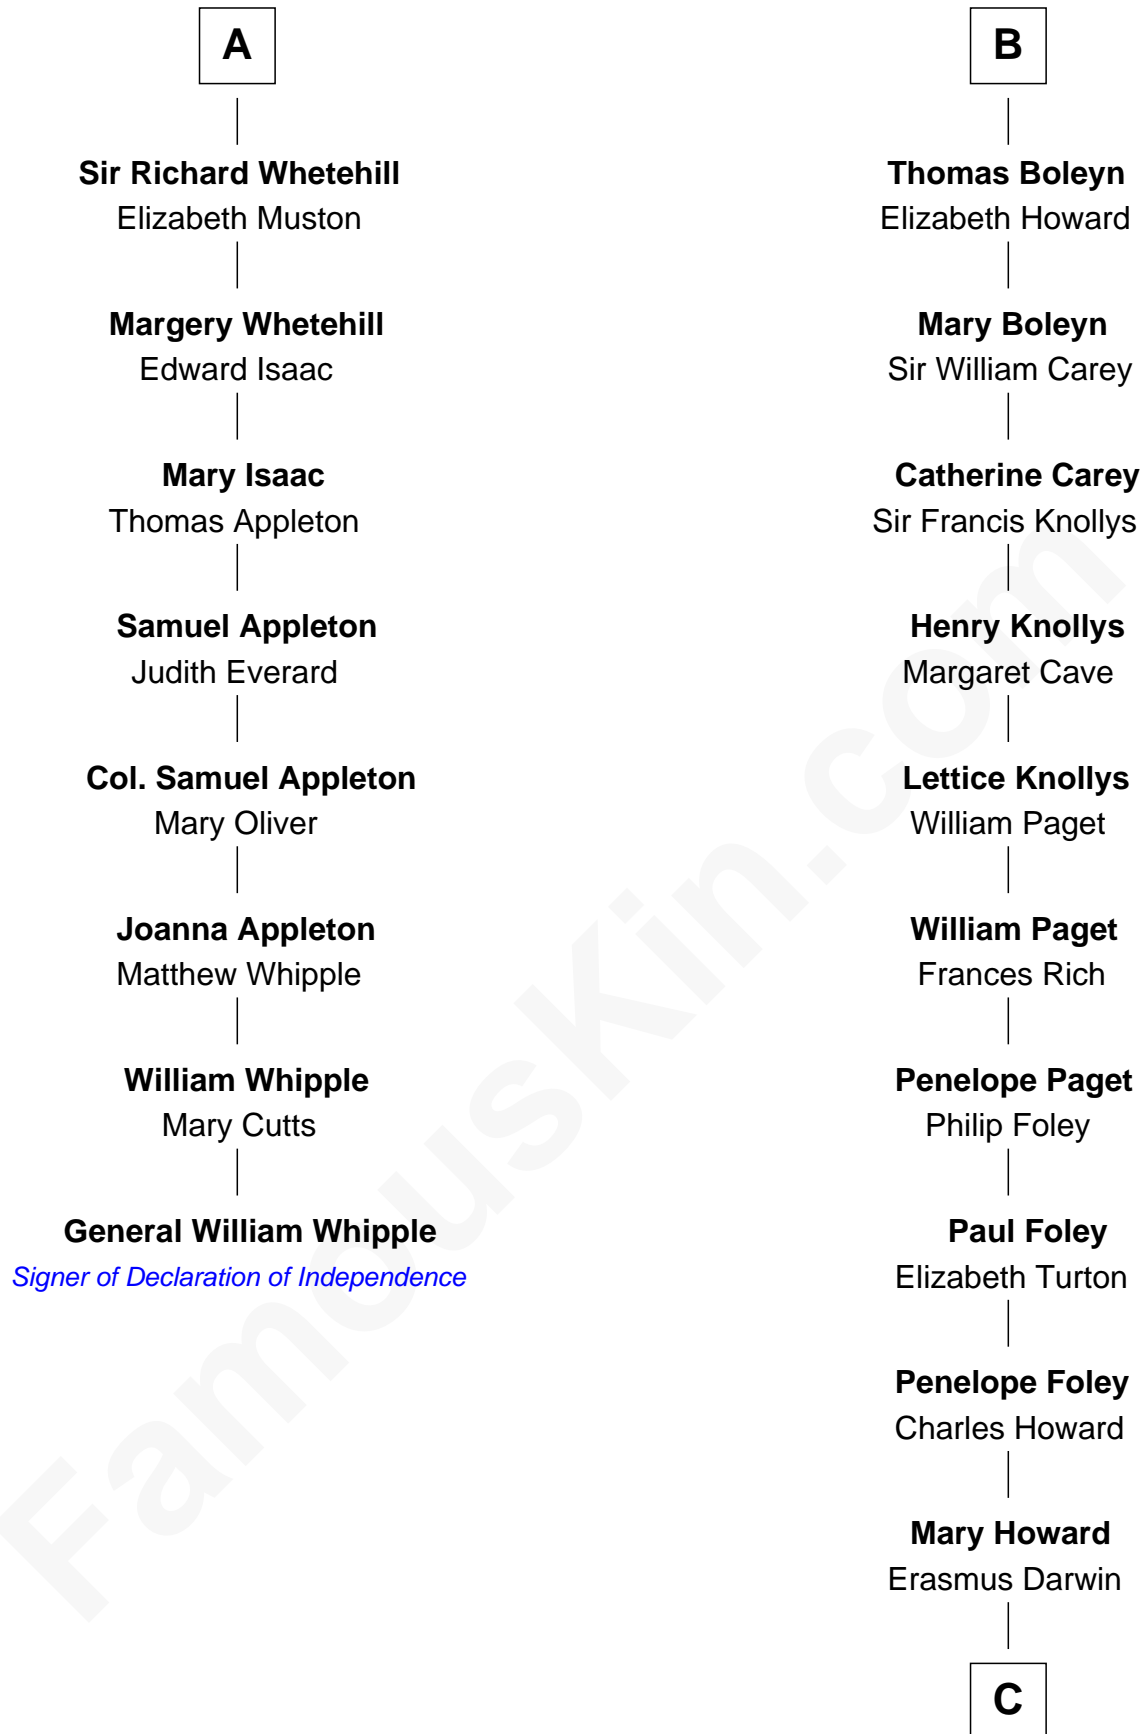 A
Sir Richard Whetehill
Elizabeth Muston
Margery Whetehill
Edward Isaac
Mary Isaac
Thomas Appleton
Samuel Appleton
Judith Everard
Col. Samuel Appleton
Mary Oliver
Joanna Appleton
Matthew Whipple
William Whipple
Mary Cutts
General William Whipple
Signer of Declaration of Independence
B
Thomas Boleyn
Elizabeth Howard
Mary Boleyn
Sir William Carey
Catherine Carey
Sir Francis Knollys
Henry Knollys
Margaret Cave
Lettice Knollys
William Paget
William Paget
Frances Rich
Penelope Paget
Philip Foley
Paul Foley
Elizabeth Turton
Penelope Foley
Charles Howard
Mary Howard
Erasmus Darwin
C
FamousKin.com